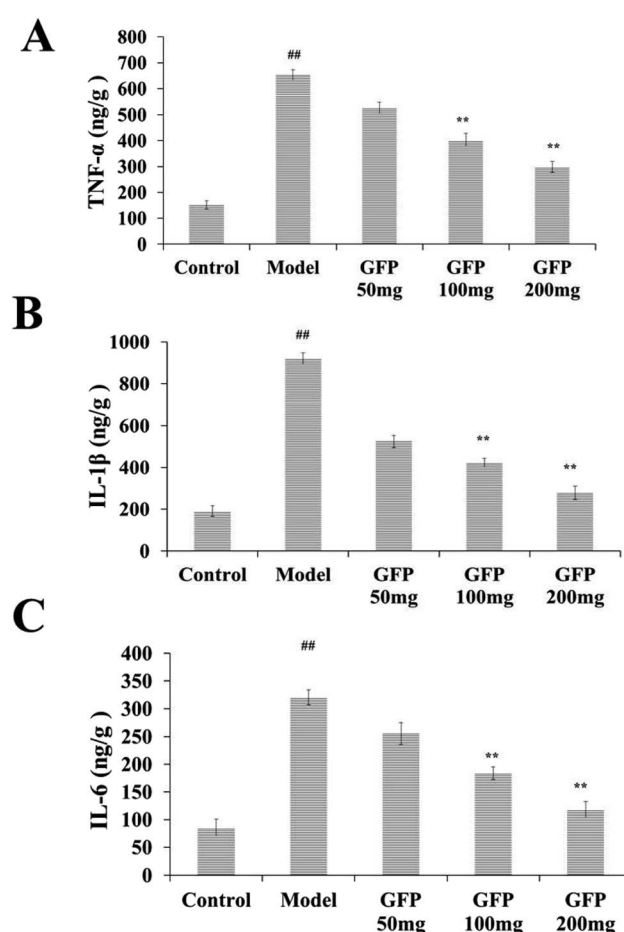 A
TNF-α (ng/g )
800
700
600
500
400
300
200
100
0
##
**
**
Control Model GFP GFP GFP
50mg 100mg 200mg
B
IL-1β (ng/g )
1000
800
600
400
200
0
##
**
**
Control Model GFP GFP GFP
50mg 100mg 200mg
C
IL-6 (ng/g )
400
350
300
250
200
150
100
50
0
##
**
**
Control Model GFP GFP GFP
50mg 100mg 200mg